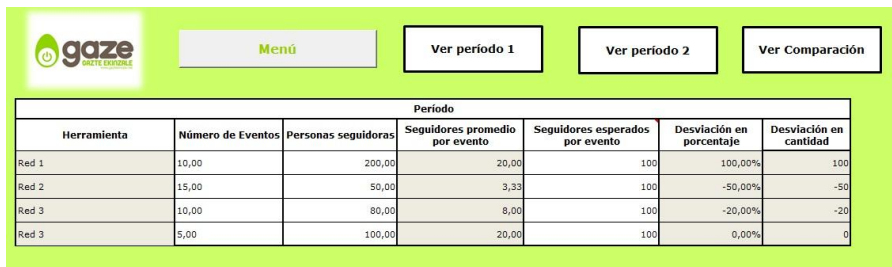 gaze
GAZTE EKINZALE
Menú
Ver período 1
Ver período 2
Ver Comparación
Período
Herramienta Número de Eventos Personas seguidoras Seguidores promedio por evento Seguidores esperados por evento Desviación en porcentaje Desviación en cantidad
Red 1 10,00 200,00 20,00 100 100,00% 100
Red 2 15,00 50,00 3,33 100 -50,00% -50
Red 3 10,00 80,00 8,00 100 -20,00% -20
Red 3 5,00 100,00 20,00 100 0,00% 0